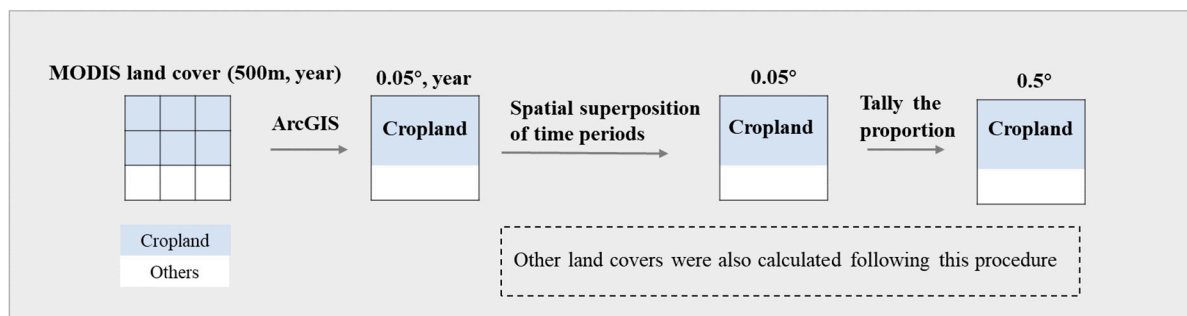 MODIS land cover (500m, year)
0.05°, year
0.05°
0.5°
ArcGIS
Spatial superposition
of time periods
Tally the
proportion
Cropland
Cropland
Cropland
Cropland
Others
Other land covers were also calculated following this procedure